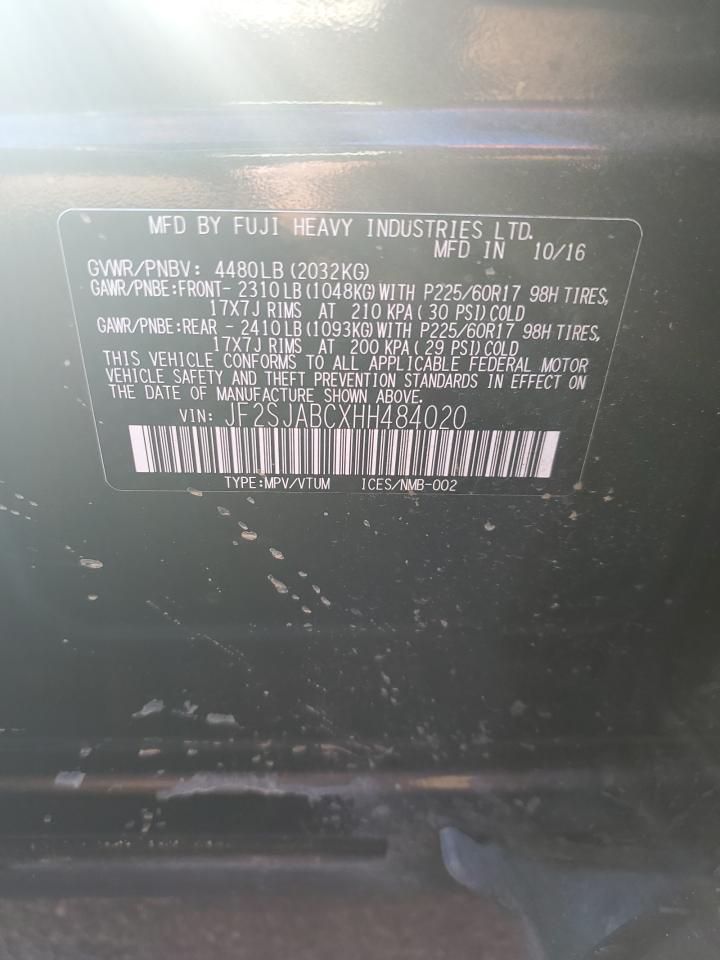 MFD BY FUJI HEAVY INDUSTRIES LTD.
MFD IN 10/16
GVWR/PNBV: 4480LB (2032KG)
GAWR/PNBE:FRONT- 2310LB (1048KG) WITH P225/60R17 98H TIRES,
17X7J RIMS AT 210 KPA ( 30 PSI) COLD
GAWR/PNBE:REAR - 2410LB (1093KG) WITH P225/60R17 98H TIRES,
17X7J RIMS AT 200 KPA ( 29 PSI) COLD
THIS VEHICLE CONFORMS TO ALL APPLICABLE FEDERAL MOTOR
VEHICLE SAFETY AND THEFT PREVENTION STANDARDS IN EFFECT ON
THE DATE OF MANUFACTURE SHOWN ABOVE.
VIN: JF2SJABCXHH484020
TYPE:MPV/VTUM ICES/NMB-002